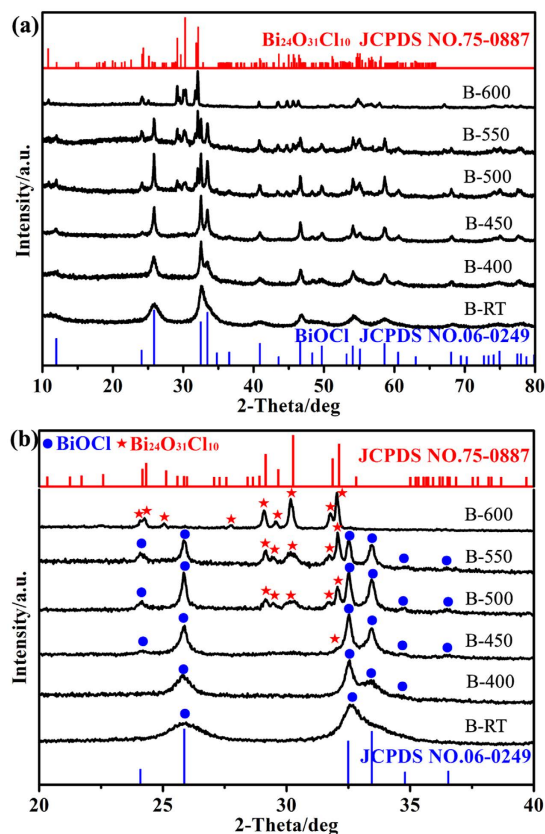 (a)
Bi₂₄O₃₁Cl₁₀ JCPDS NO.75-0887
B-600
B-550
B-500
B-450
B-400
B-RT
BiOCl JCPDS NO.06-0249
Intensity/a.u.
10 20 30 40 50 60 70 80
2-Theta/deg
(b)
BiOCl Bi₂₄O₃₁Cl₁₀
JCPDS NO.75-0887
B-600
B-550
B-500
B-450
B-400
B-RT
JCPDS NO.06-0249
Intensity/a.u.
20 25 30 35 40
2-Theta/deg